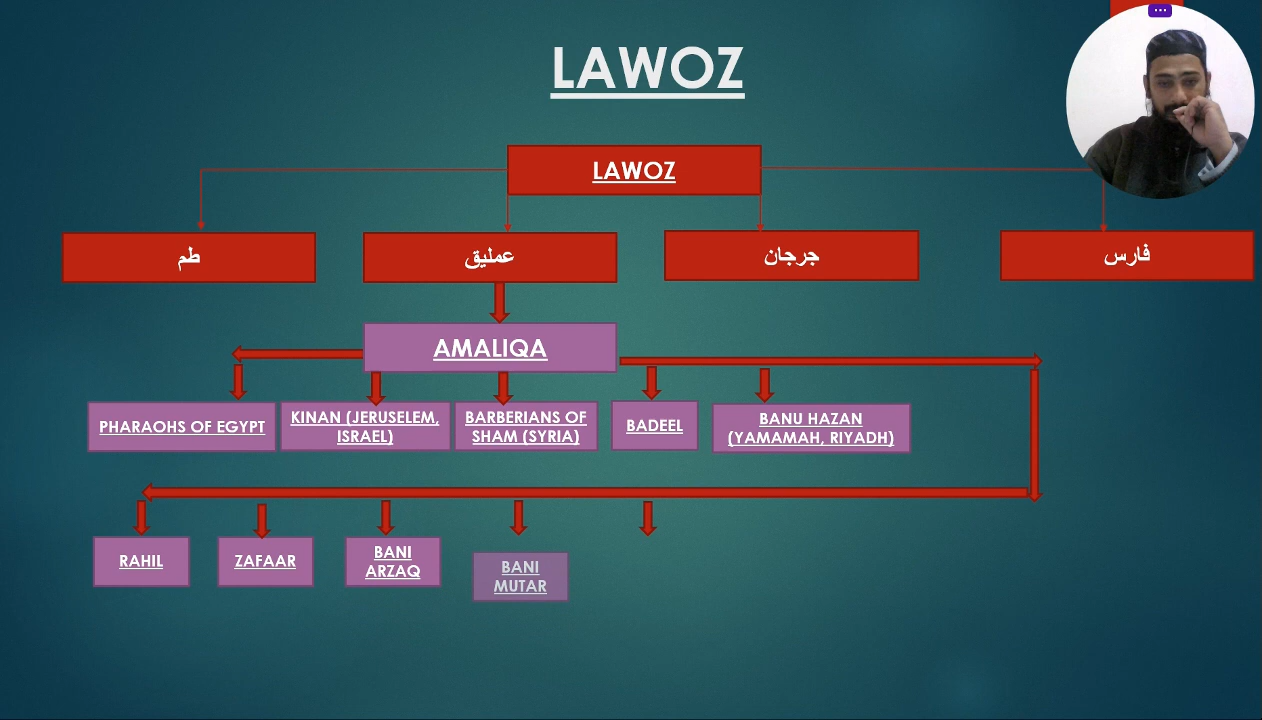 LAWOZ
LAWOZ
طم
عمليق
جرجان
فارس
AMALIQA
PHARAOHS OF EGYPT
KINAN (JERUSELEM,
ISRAEL)
BARBERIANS OF
SHAM (SYRIA)
BADEEL
BANU HAZAN
(YAMAMAH, RIYADH)
RAHIL
ZAFAAR
BANI
ARZAQ
BANI
MUTAR